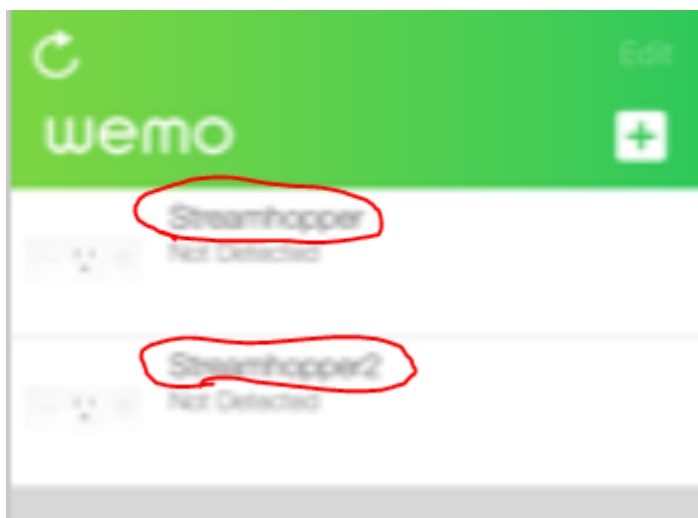 Edit
wemo
Streamhopper
Not Detected
Streamhopper2
Not Detected